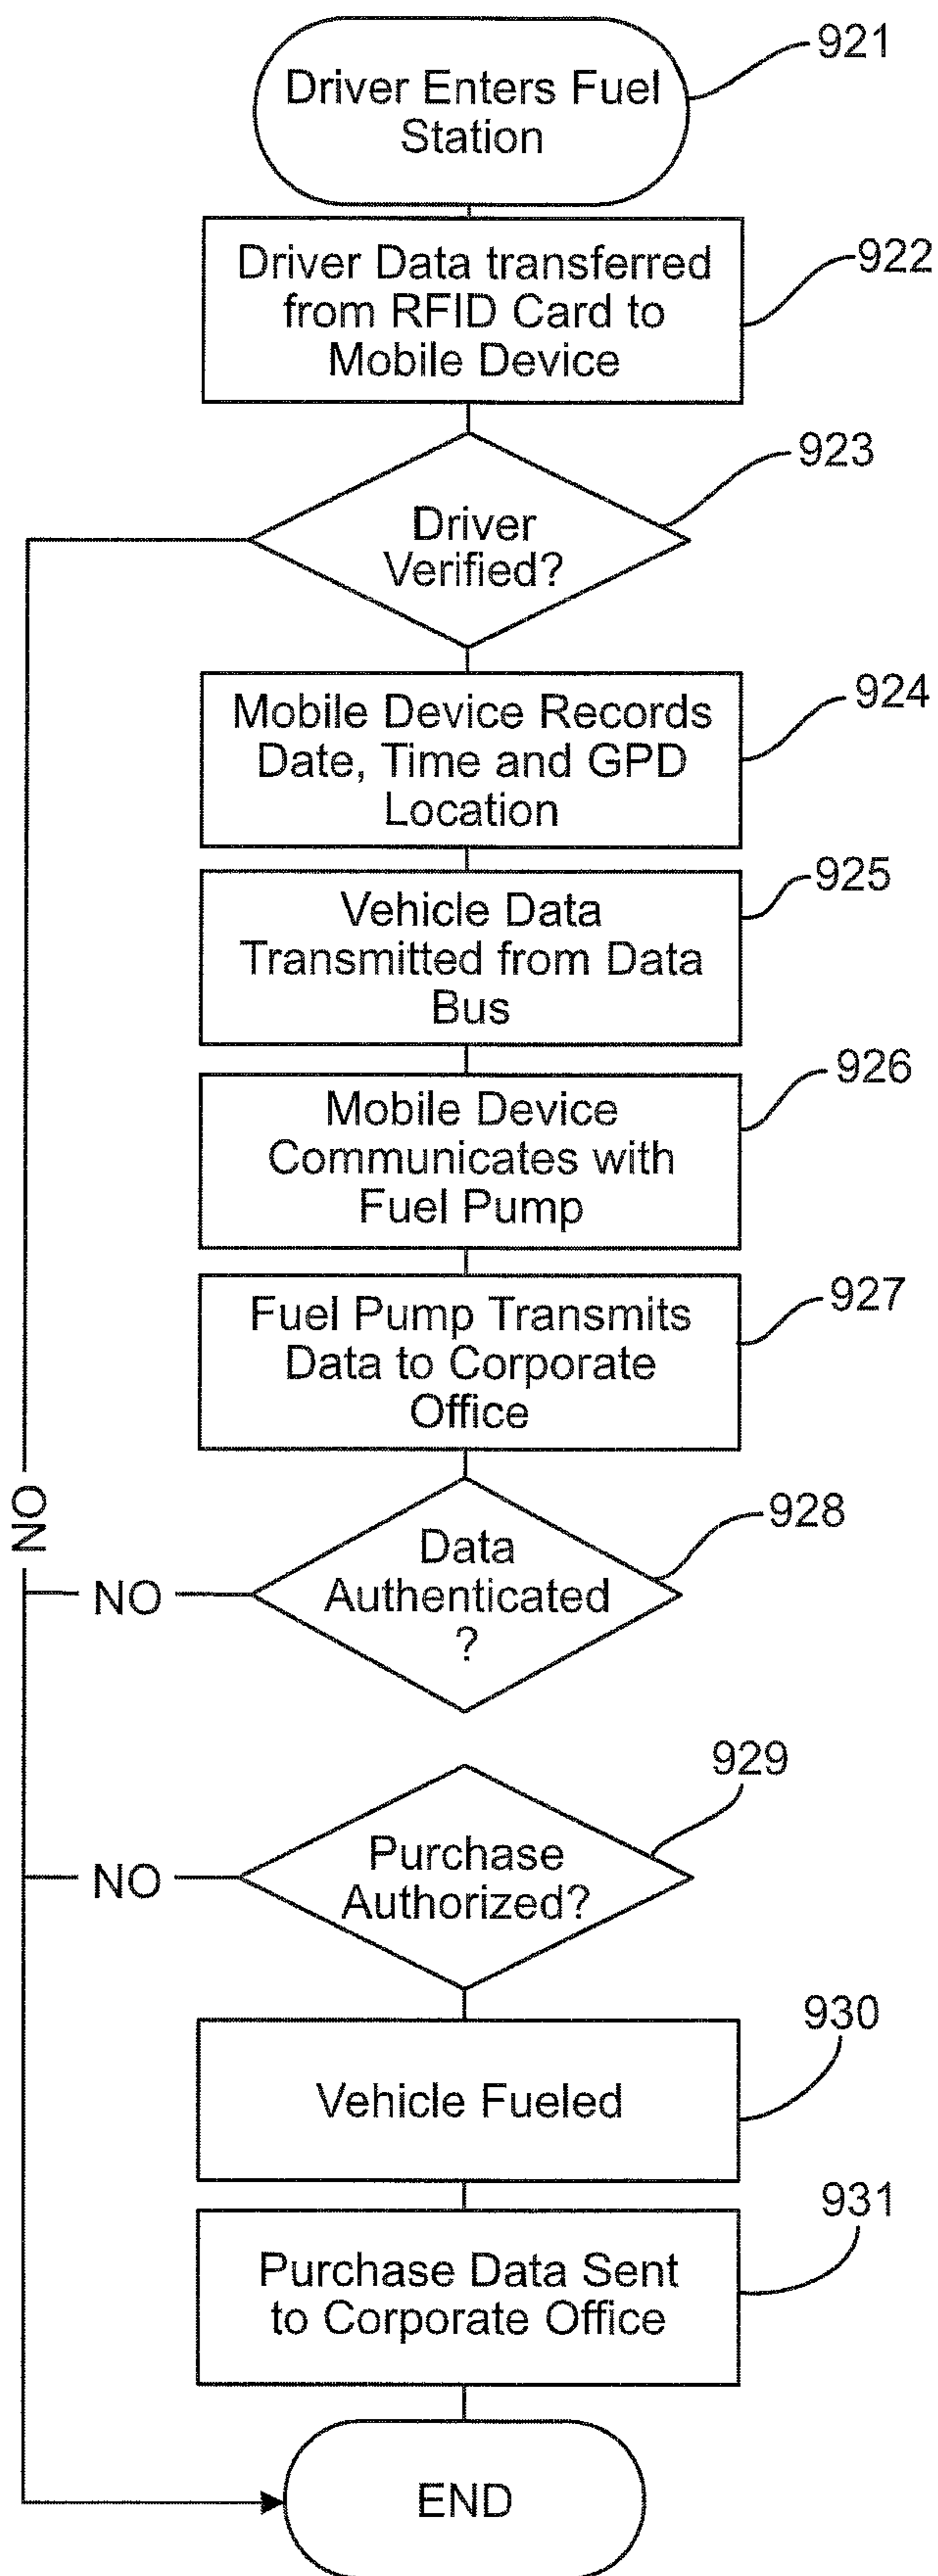 Driver Enters Fuel
Station
921
Driver Data transferred
from RFID Card to
Mobile Device
922
Driver
Verified?
923
Mobile Device Records
Date, Time and GPD
Location
924
Vehicle Data
Transmitted from Data
Bus
925
Mobile Device
Communicates with
Fuel Pump
926
Fuel Pump Transmits
Data to Corporate
Office
927
NO
Data
Authenticated
?
928
NO
Purchase
Authorized?
929
NO
Vehicle Fueled
930
Purchase Data Sent
to Corporate Office
931
END